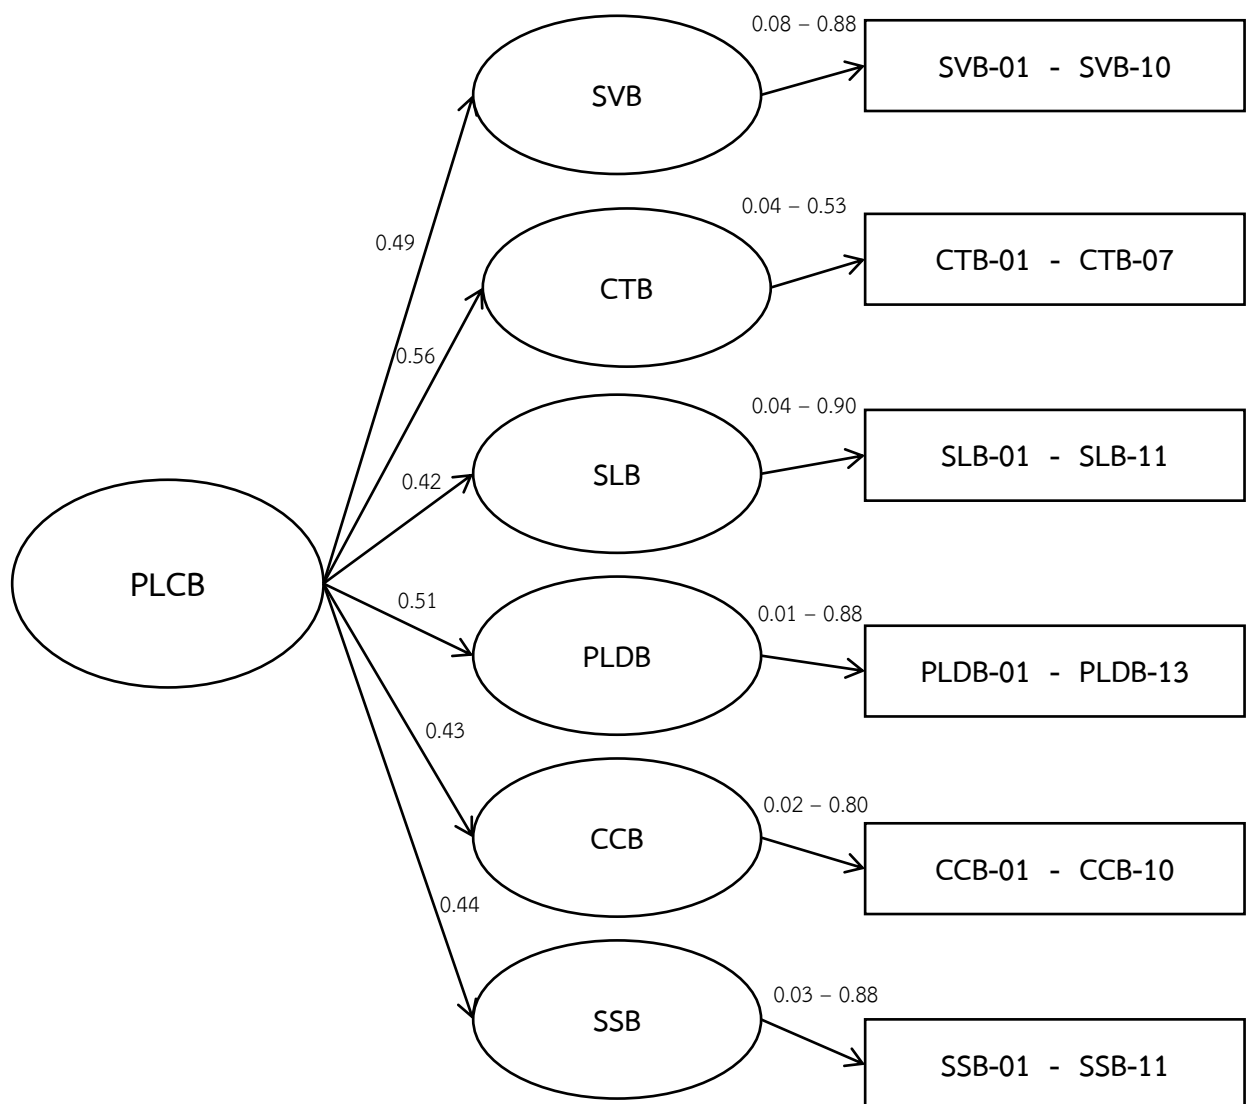 0.08 – 0.88
SVB
SVB-01 - SVB-10
0.49
0.04 – 0.53
CTB
CTB-01 - CTB-07
0.56
0.04 – 0.90
SLB
SLB-01 - SLB-11
0.42
PLCB
0.51
0.01 – 0.88
PLDB
PLDB-01 - PLDB-13
0.43
0.02 – 0.80
CCB
CCB-01 - CCB-10
0.44
0.03 – 0.88
SSB
SSB-01 - SSB-11